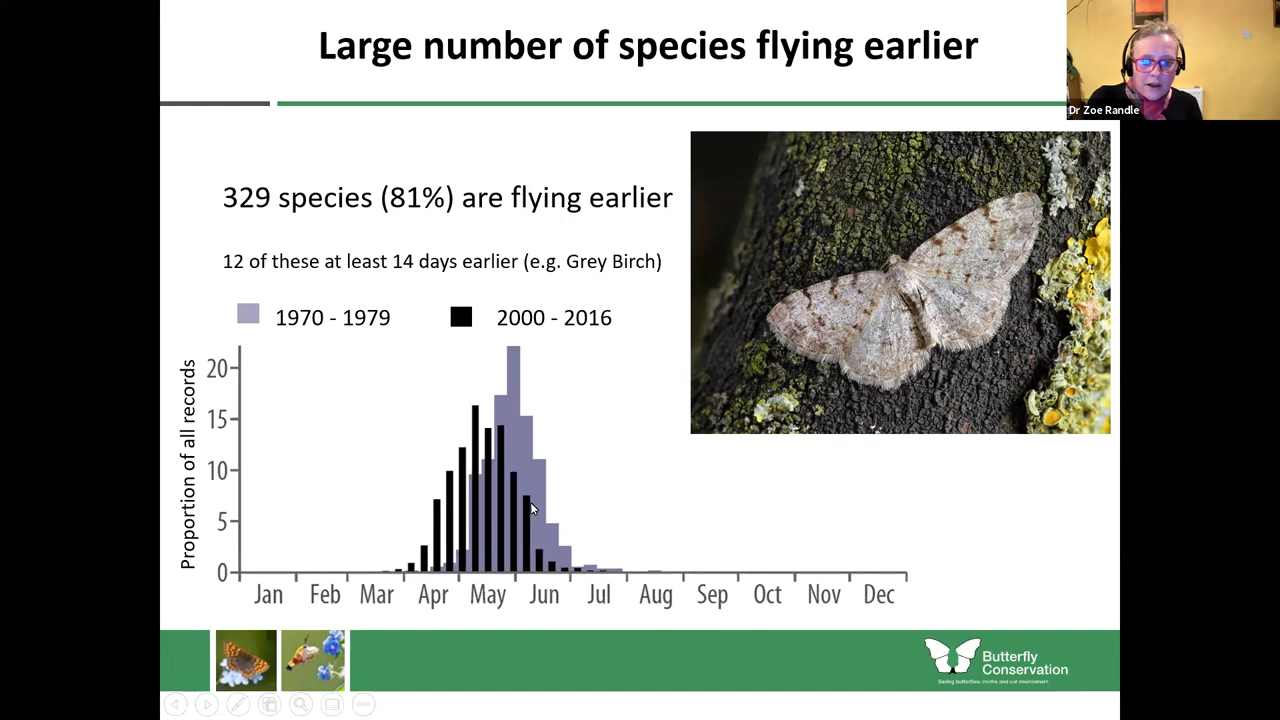 Large number of species flying earlier
Dr Zoe Randle
329 species (81%) are flying earlier
12 of these at least 14 days earlier (e.g. Grey Birch)
1970 - 1979
2000 - 2016
Proportion of all records
20
15
10
5
0
Jan Feb Mar Apr May Jun Jul Aug Sep Oct Nov Dec
Butterfly
Conservation
Saving butterflies, moths and our environment